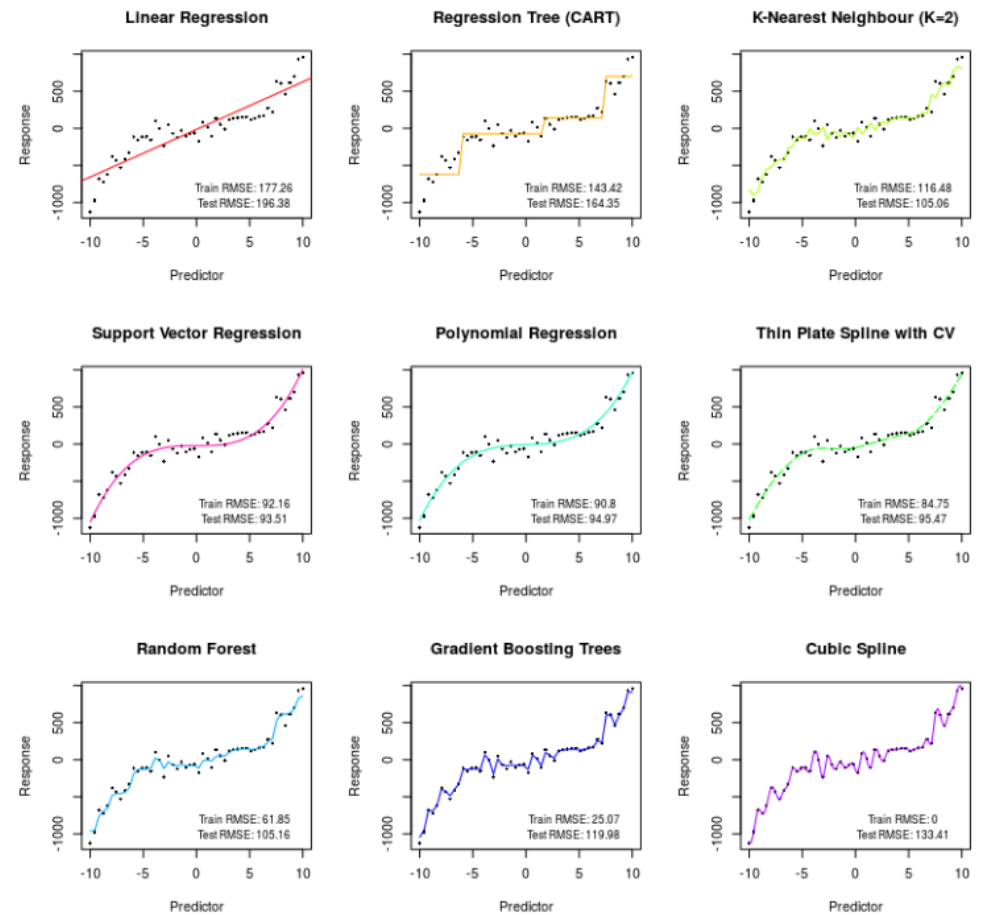 Linear Regression
Regression Tree (CART)
K-Nearest Neighbour (K=2)
Response
500
0
-1000
Train RMSE: 177.26
Test RMSE: 196.38
-10 -5 0 5 10
Predictor
Response
500
0
-1000
Train RMSE: 143.42
Test RMSE: 164.35
-10 -5 0 5 10
Predictor
Response
500
0
-1000
Train RMSE: 116.48
Test RMSE: 105.06
-10 -5 0 5 10
Predictor
Support Vector Regression
Polynomial Regression
Thin Plate Spline with CV
Response
500
0
-1000
Train RMSE: 92.16
Test RMSE: 93.51
-10 -5 0 5 10
Predictor
Response
500
0
-1000
Train RMSE: 90.8
Test RMSE: 94.97
-10 -5 0 5 10
Predictor
Response
500
0
-1000
Train RMSE: 84.75
Test RMSE: 95.47
-10 -5 0 5 10
Predictor
Random Forest
Gradient Boosting Trees
Cubic Spline
Response
500
0
-1000
Train RMSE: 61.85
Test RMSE: 105.16
-10 -5 0 5 10
Predictor
Response
500
0
-1000
Train RMSE: 25.07
Test RMSE: 119.98
-10 -5 0 5 10
Predictor
Response
500
0
-1000
Train RMSE: 0
Test RMSE: 133.41
-10 -5 0 5 10
Predictor